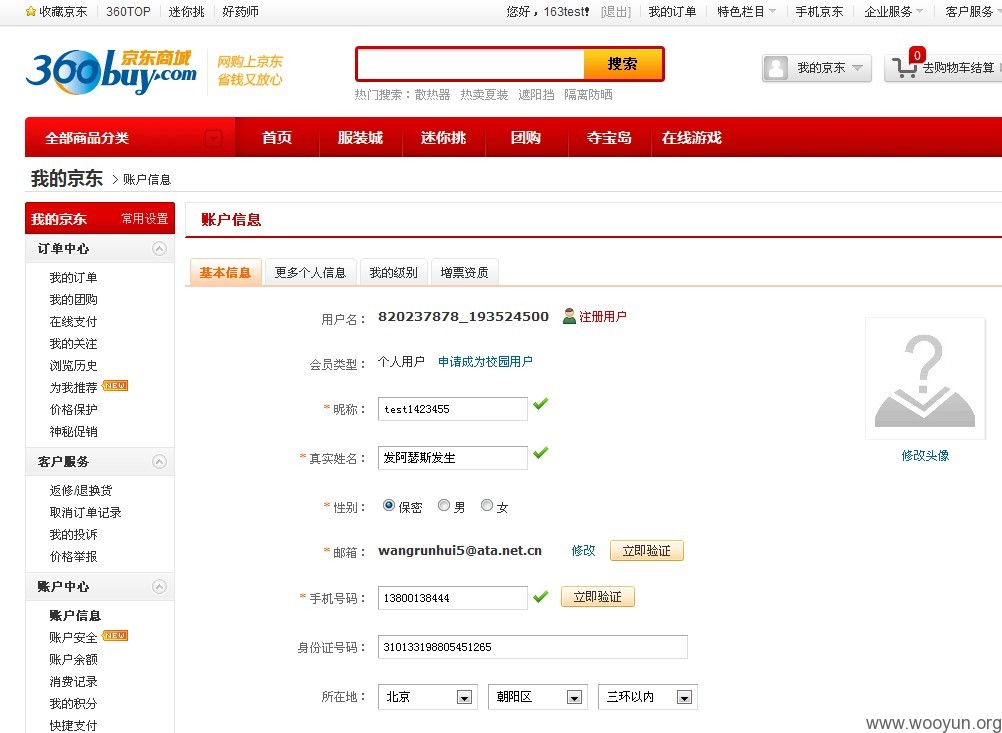 收藏京东 360TOP 迷你挑 好药师 您好，163test! [退出] 我的订单 特色栏目 手机京东 企业服务 客户服务
360buy.com 京东商城 网购上京东
省钱又放心
搜索
热门搜索：散热器 热卖夏装 遮阳挡 隔离防晒
我的京东 0 去购物车结算
全部商品分类 首页 服装城 迷你挑 团购 夺宝岛 在线游戏
我的京东 > 账户信息
我的京东 常用设置
订单中心
我的订单
我的团购
在线支付
我的关注
浏览历史
为我推荐 NEW
价格保护
神秘促销
客户服务
返修/退换货
取消订单记录
我的投诉
价格举报
账户中心
账户信息
账户安全 NEW
账户余额
消费记录
我的积分
快捷支付
账户信息
基本信息 更多个人信息 我的级别 增票资质
用户名： 820237878_193524500 注册用户
会员类型： 个人用户 申请成为校园用户
*昵称： test1423455
*真实姓名： 发阿瑟斯发生
*性别： 保密 男 女
*邮箱： wangrunhui5@ata.net.cn 修改 立即验证
*手机号码： 13800138444 立即验证
身份证号码： 310133198805451265
所在地： 北京 朝阳区 三环以内
修改头像
www.wooyun.org